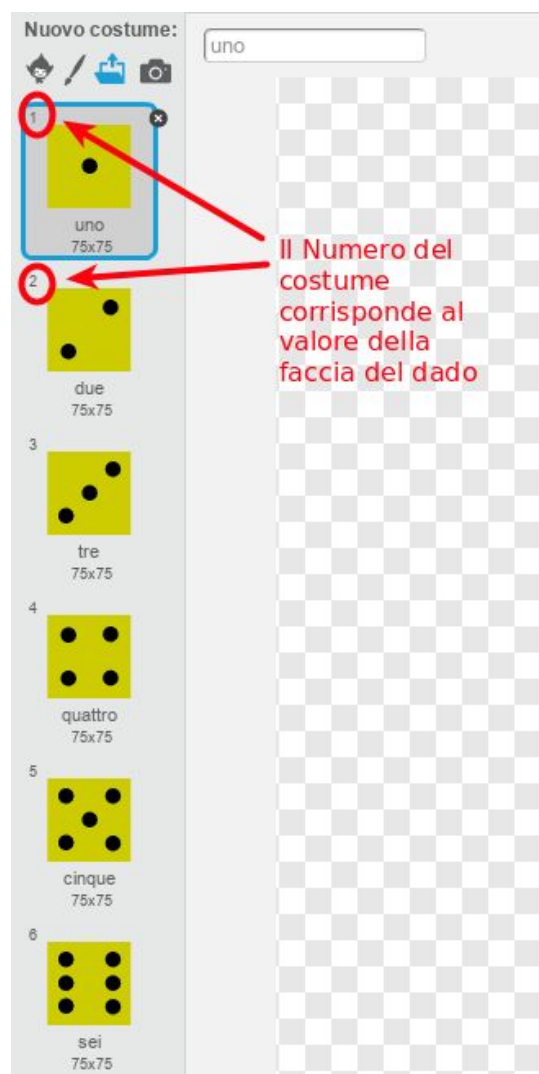 Nuovo costume:
uno
1
uno
75x75
Il Numero del
costume
corrisponde al
valore della
faccia del dado
2
due
75x75
3
tre
75x75
4
quattro
75x75
5
cinque
75x75
6
sei
75x75